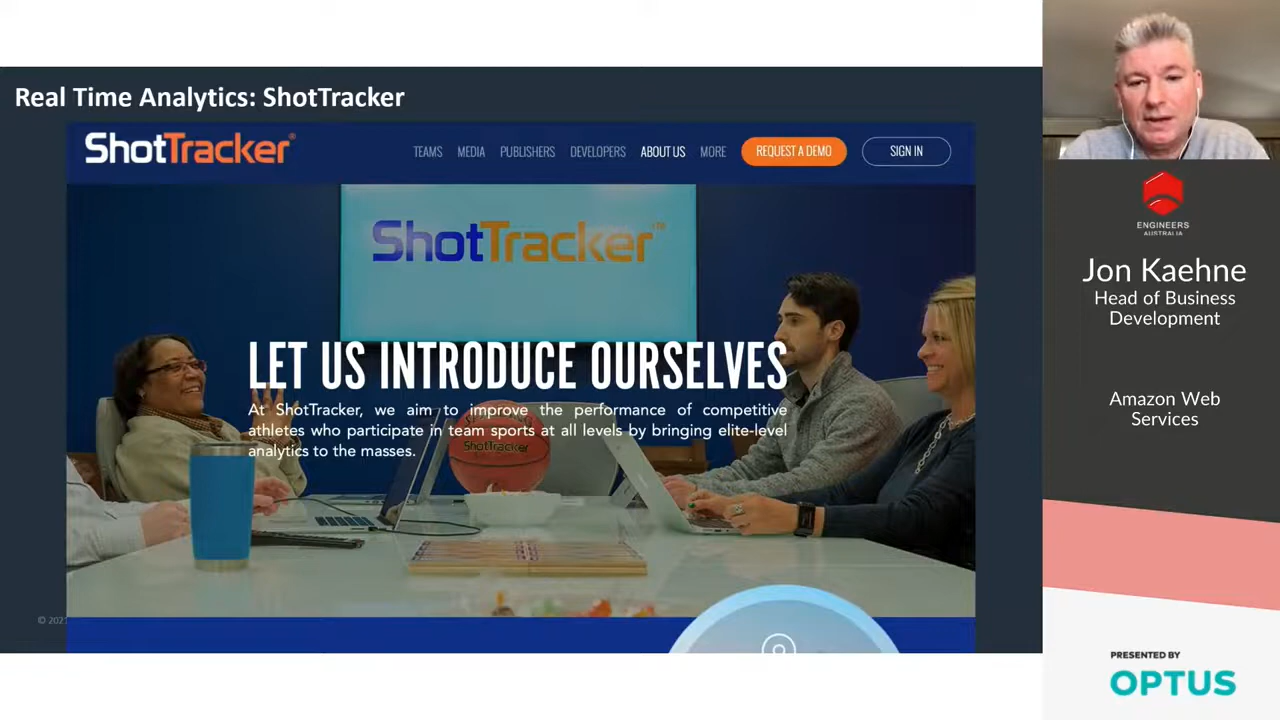 Real Time Analytics: ShotTracker
ShotTracker®
TEAMS MEDIA PUBLISHERS DEVELOPERS ABOUT US MORE REQUEST A DEMO SIGN IN
ShotTracker™
LET US INTRODUCE OURSELVES
At ShotTracker, we aim to improve the performance of competitive
athletes who participate in team sports at all levels by bringing elite-level
analytics to the masses.
ShotTracker
© 202
ENGINEERS
AUSTRALIA
Jon Kaehne
Head of Business
Development
Amazon Web
Services
PRESENTED BY
OPTUS